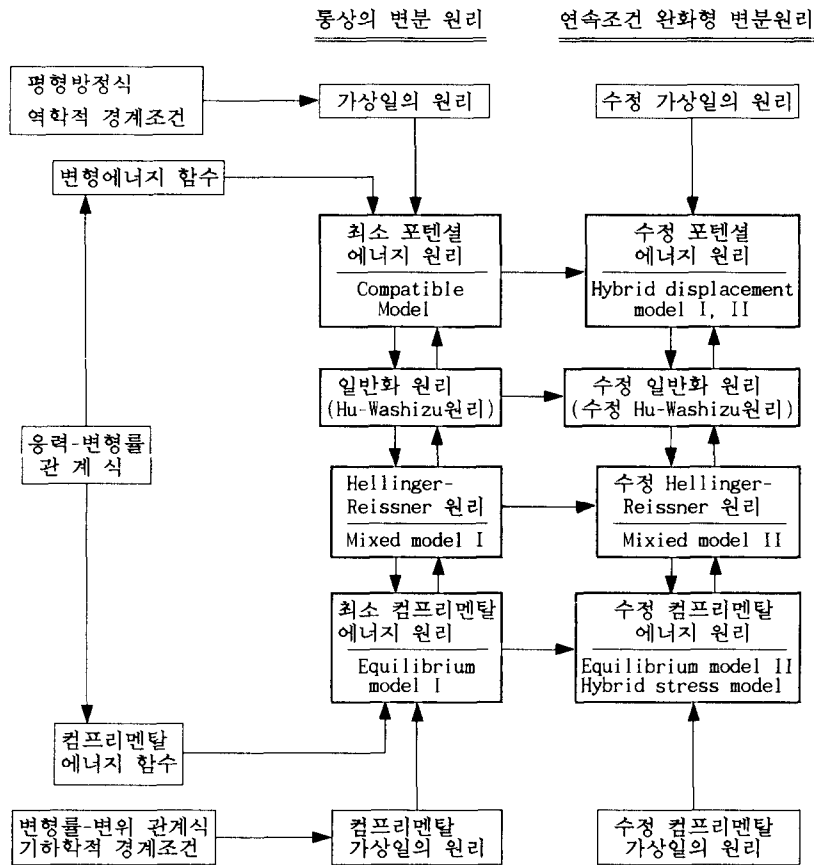 통상의 변분 원리
연속조건 완화형 변분원리
평형방정식
역학적 경계조건
가상일의 원리
수정 가상일의 원리
변형에너지 함수
최소 포텐셜
에너지 원리
Compatible
Model
수정 포텐셜
에너지 원리
Hybrid displacement
model I, II
일반화 원리
(Hu-Washizu원리)
수정 일반화 원리
(수정 Hu-Washizu원리)
응력-변형률
관 계 식
Hellinger-
Reissner 원리
Mixed model I
수정 Hellinger-
Reissner 원리
Mixied model II
최소 컴프리멘탈
에너지 원리
Equilibrium
model I
수정 컴프리멘탈
에너지 원리
Equilibrium model II
Hybrid stress model
컴프리멘탈
에너지 함수
변형률-변위 관계식
기하학적 경계조건
컴프리멘탈
가상일의 원리
수정 컴프리멘탈
가상일의 원리